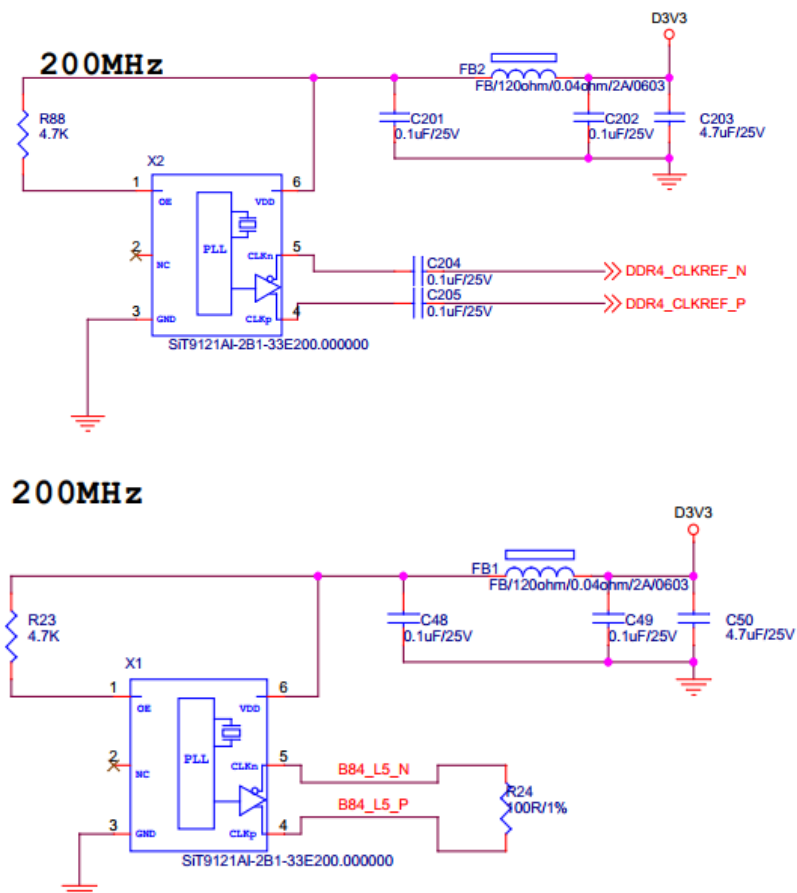 D3V3
200MHz
FB2
FB/120ohm/0.04ohm/2A/0603
R88
4.7K
C201
0.1uF/25V
C202
0.1uF/25V
C203
4.7uF/25V
X2
1
OE
VDD
6
2
NC
PLL
CLKn
5
C204
0.1uF/25V
DDR4_CLKREF_N
C205
0.1uF/25V
DDR4_CLKREF_P
3
GND
CLKp
4
SiT9121AI-2B1-33E200.000000
200MHz
D3V3
FB1
FB/120ohm/0.04ohm/2A/0603
R23
4.7K
C48
0.1uF/25V
C49
0.1uF/25V
C50
4.7uF/25V
X1
1
OE
VDD
6
2
NC
PLL
CLKn
5
B84_L5_N
R24
100R/1%
B84_L5_P
3
GND
CLKp
4
SiT9121AI-2B1-33E200.000000